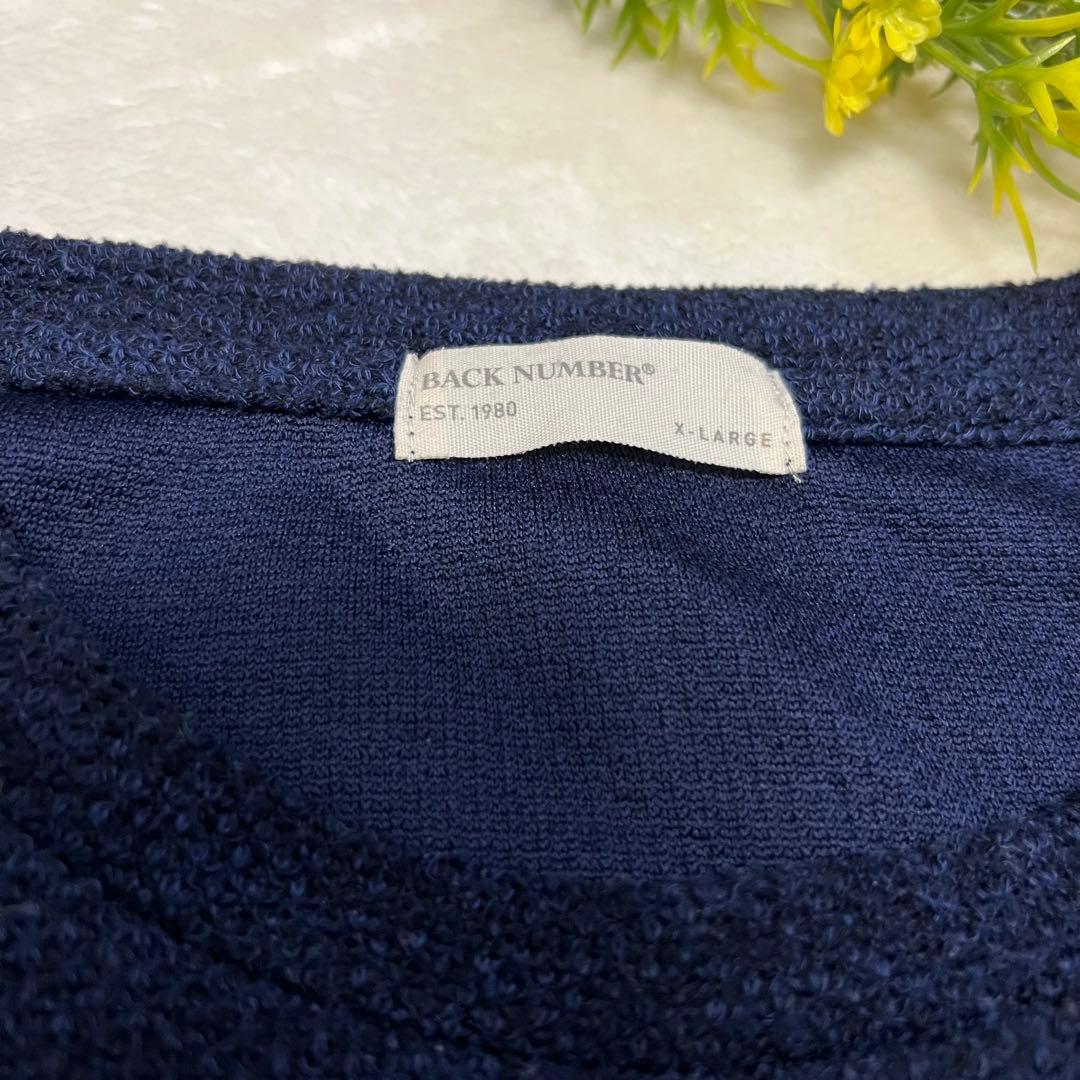 BACK NUMBER®
EST. 1980
X-LARGE